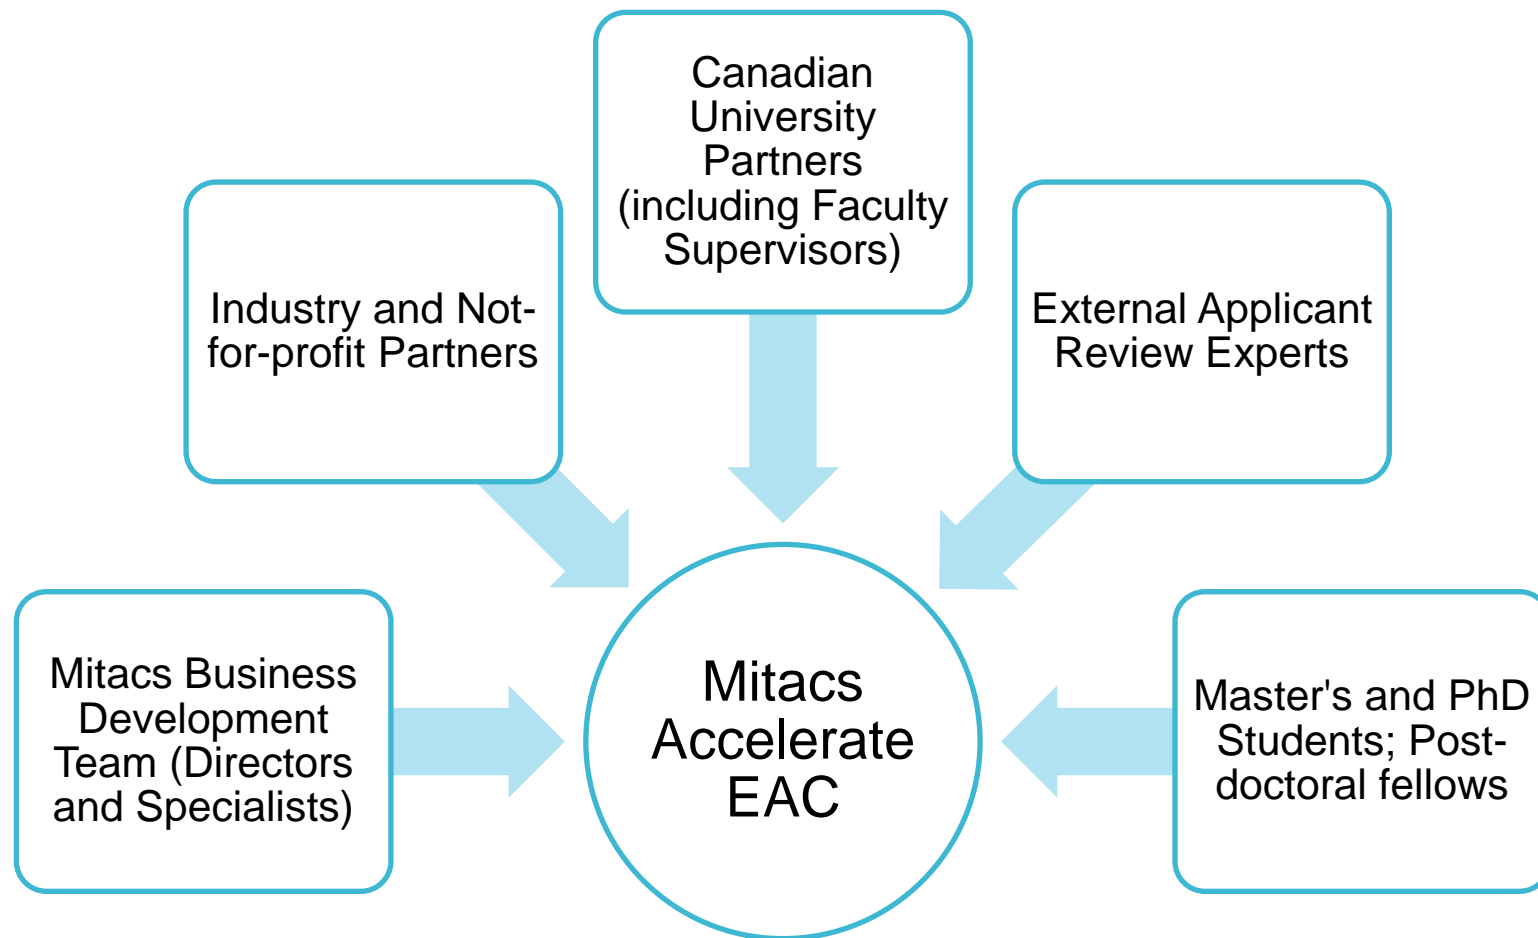 Canadian
University
Partners
(including Faculty
Supervisors)
Industry and Not-
for-profit Partners
External Applicant
Review Experts
Mitacs Business
Development
Team (Directors
and Specialists)
Mitacs
Accelerate
EAC
Master's and PhD
Students; Post-
doctoral fellows